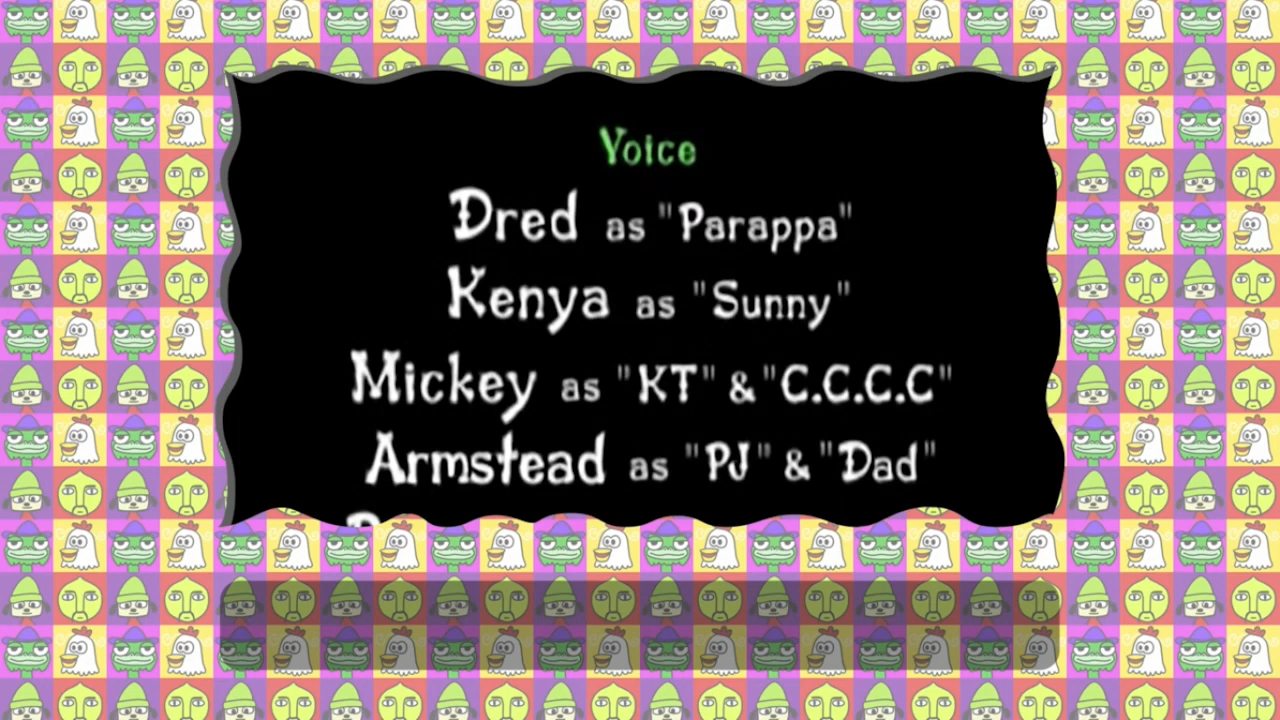 Voice
Dred as "Parappa"
Kenya as "Sunny"
Mickey as "KT" & "C.C.C.C"
Armstead as "PJ" & "Dad"